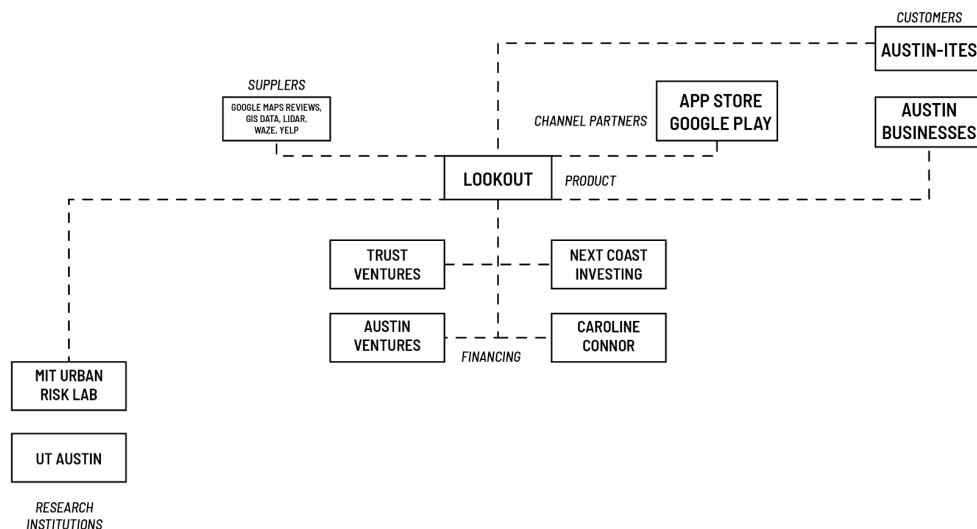 CUSTOMERS
AUSTIN-ITES
SUPPLERS
GOOGLE MAPS REVIEWS,
GIS DATA, LIDAR,
WAZE, YELP
CHANNEL PARTNERS
APP STORE
GOOGLE PLAY
AUSTIN
BUSINESSES
LOOKOUT
PRODUCT
TRUST
VENTURES
NEXT COAST
INVESTING
AUSTIN
VENTURES
CAROLINE
CONNOR
FINANCING
MIT URBAN
RISK LAB
UT AUSTIN
RESEARCH
INSTITUTIONS